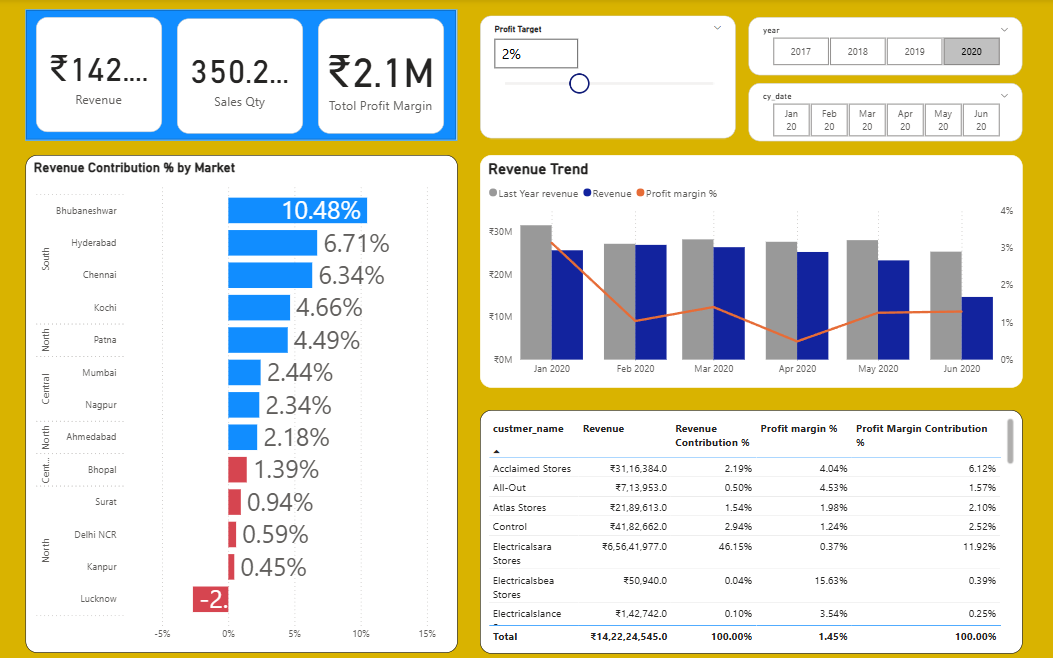 ₹142....
Revenue
350.2...
Sales Qty
₹2.1M
Totol Profit Margin
Profit Target
2%
year
2017
2018
2019
2020
cy_date
Jan
20
Feb
20
Mar
20
Apr
20
May
20
Jun
20
Revenue Contribution % by Market
South
Bhubaneshwar
10.48%
Hyderabad
6.71%
Chennai
6.34%
Kochi
4.66%
North
Patna
4.49%
Central
Mumbai
2.44%
Nagpur
2.34%
North
Ahmedabad
2.18%
Cent...
Bhopal
1.39%
North
Surat
0.94%
Delhi NCR
0.59%
Kanpur
0.45%
Lucknow
-2.
-5% 0% 5% 10% 15%
Revenue Trend
Last Year revenue Revenue Profit margin %
₹30M
₹20M
₹10M
₹0M
4%
3%
2%
1%
0%
Jan 2020 Feb 2020 Mar 2020 Apr 2020 May 2020 Jun 2020
custmer_name Revenue Revenue Contribution % Profit margin % Profit Margin Contribution %
Acclaimed Stores ₹31,16,384.0 2.19% 4.04% 6.12%
All-Out ₹7,13,953.0 0.50% 4.53% 1.57%
Atlas Stores ₹21,89,613.0 1.54% 1.98% 2.10%
Control ₹41,82,662.0 2.94% 1.24% 2.52%
Electricalsara ₹6,56,41,977.0 46.15% 0.37% 11.92%
Stores
Electricalsbea ₹50,940.0 0.04% 15.63% 0.39%
Stores
Electricalslance ₹1,42,742.0 0.10% 3.54% 0.25%
Total ₹14,22,24,545.0 100.00% 1.45% 100.00%